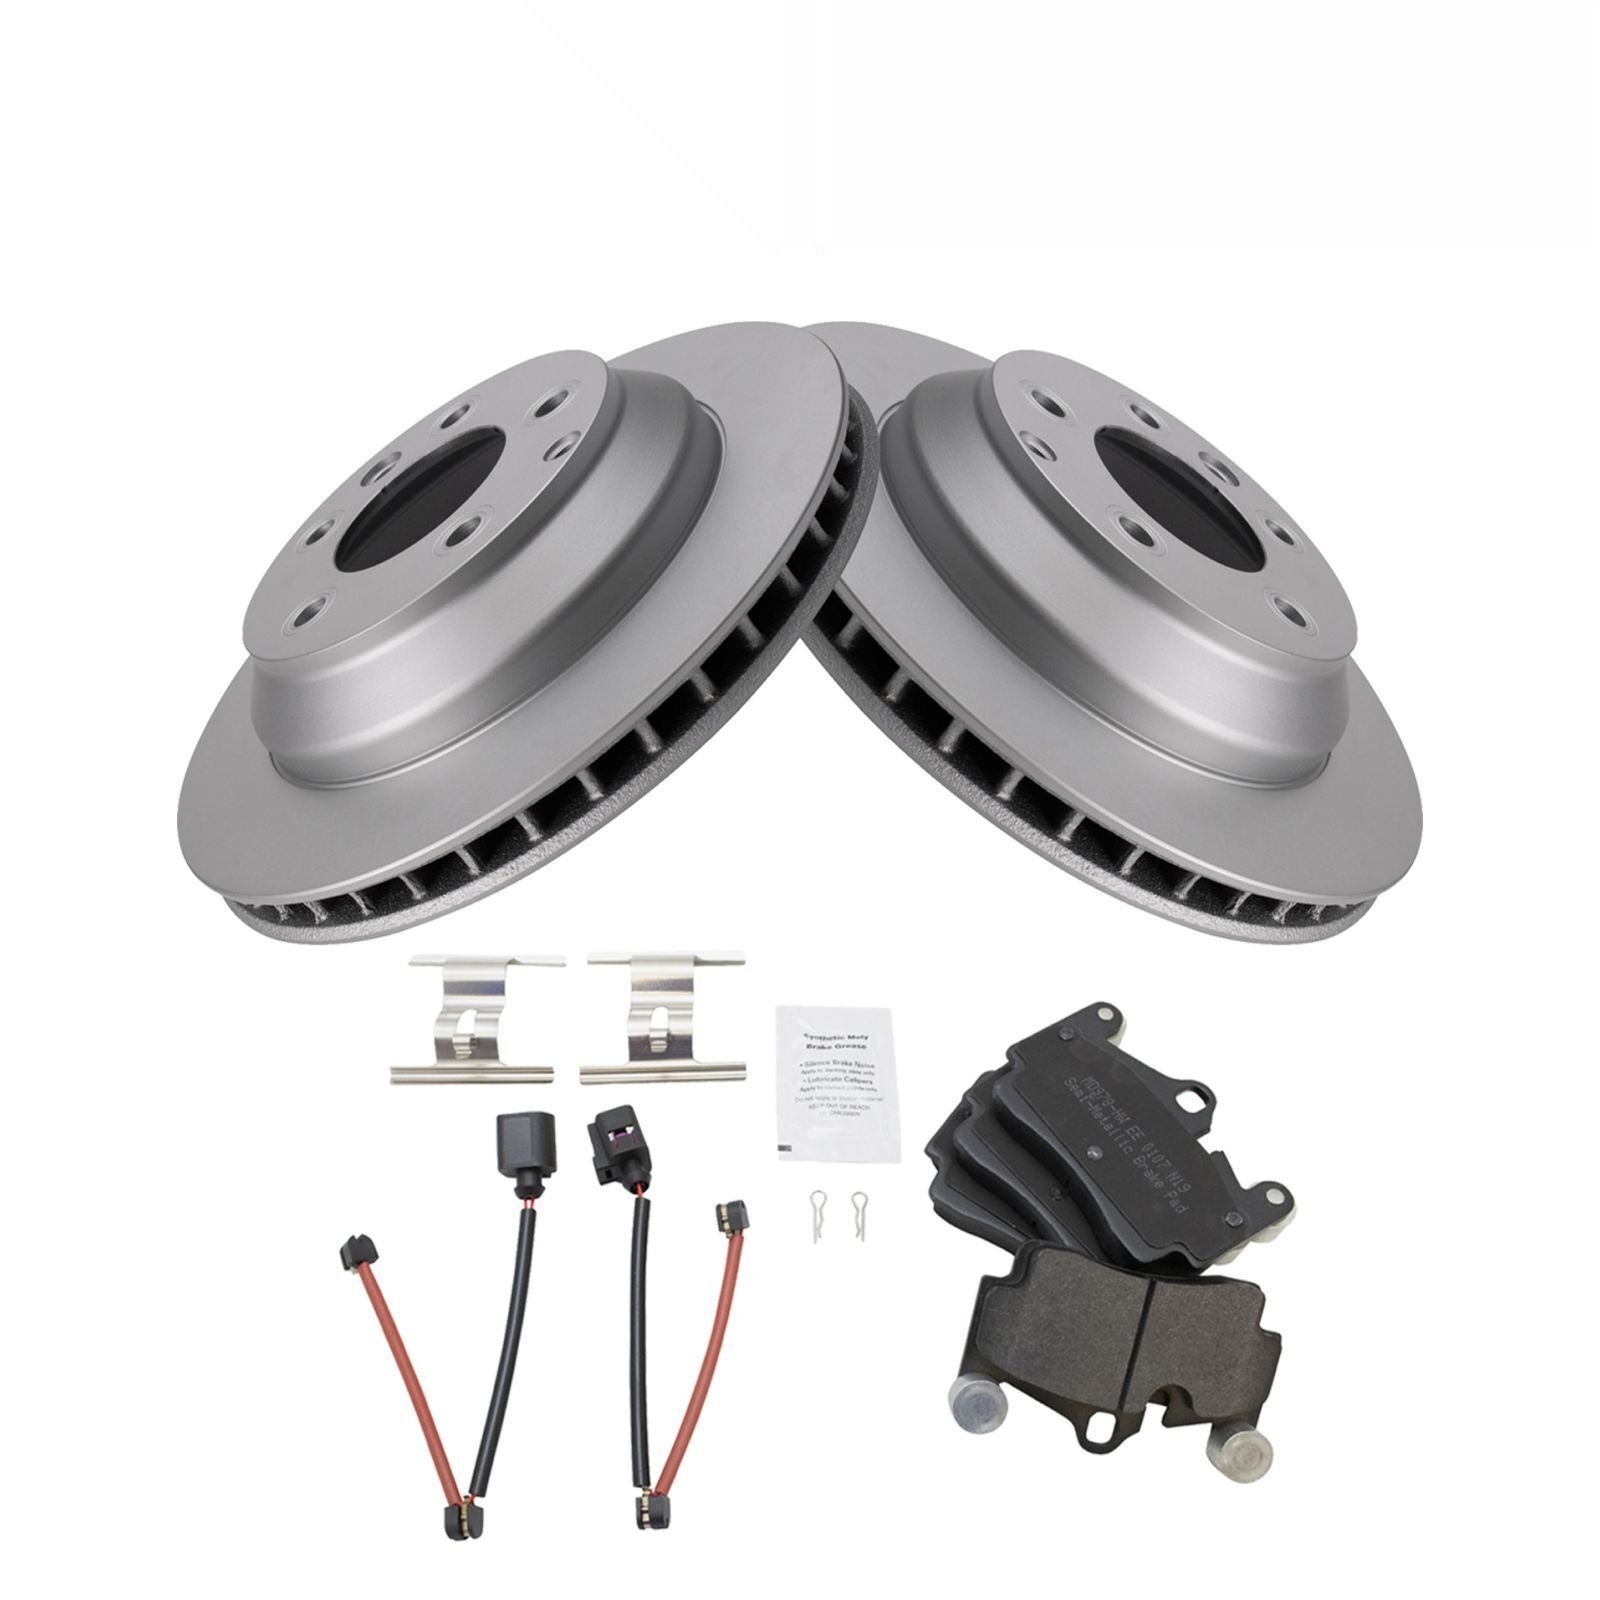 Synthetic Moly
Brake Grease
• Silence Brake Noise
Apply to backing plate only
• Lubricate Calipers
Apply to contact points only
Do not apply to friction material
KEEP OUT OF REACH
OF CHILDREN
MD978-HW EE 0107 N19
Semi-Metallic Brake Pad